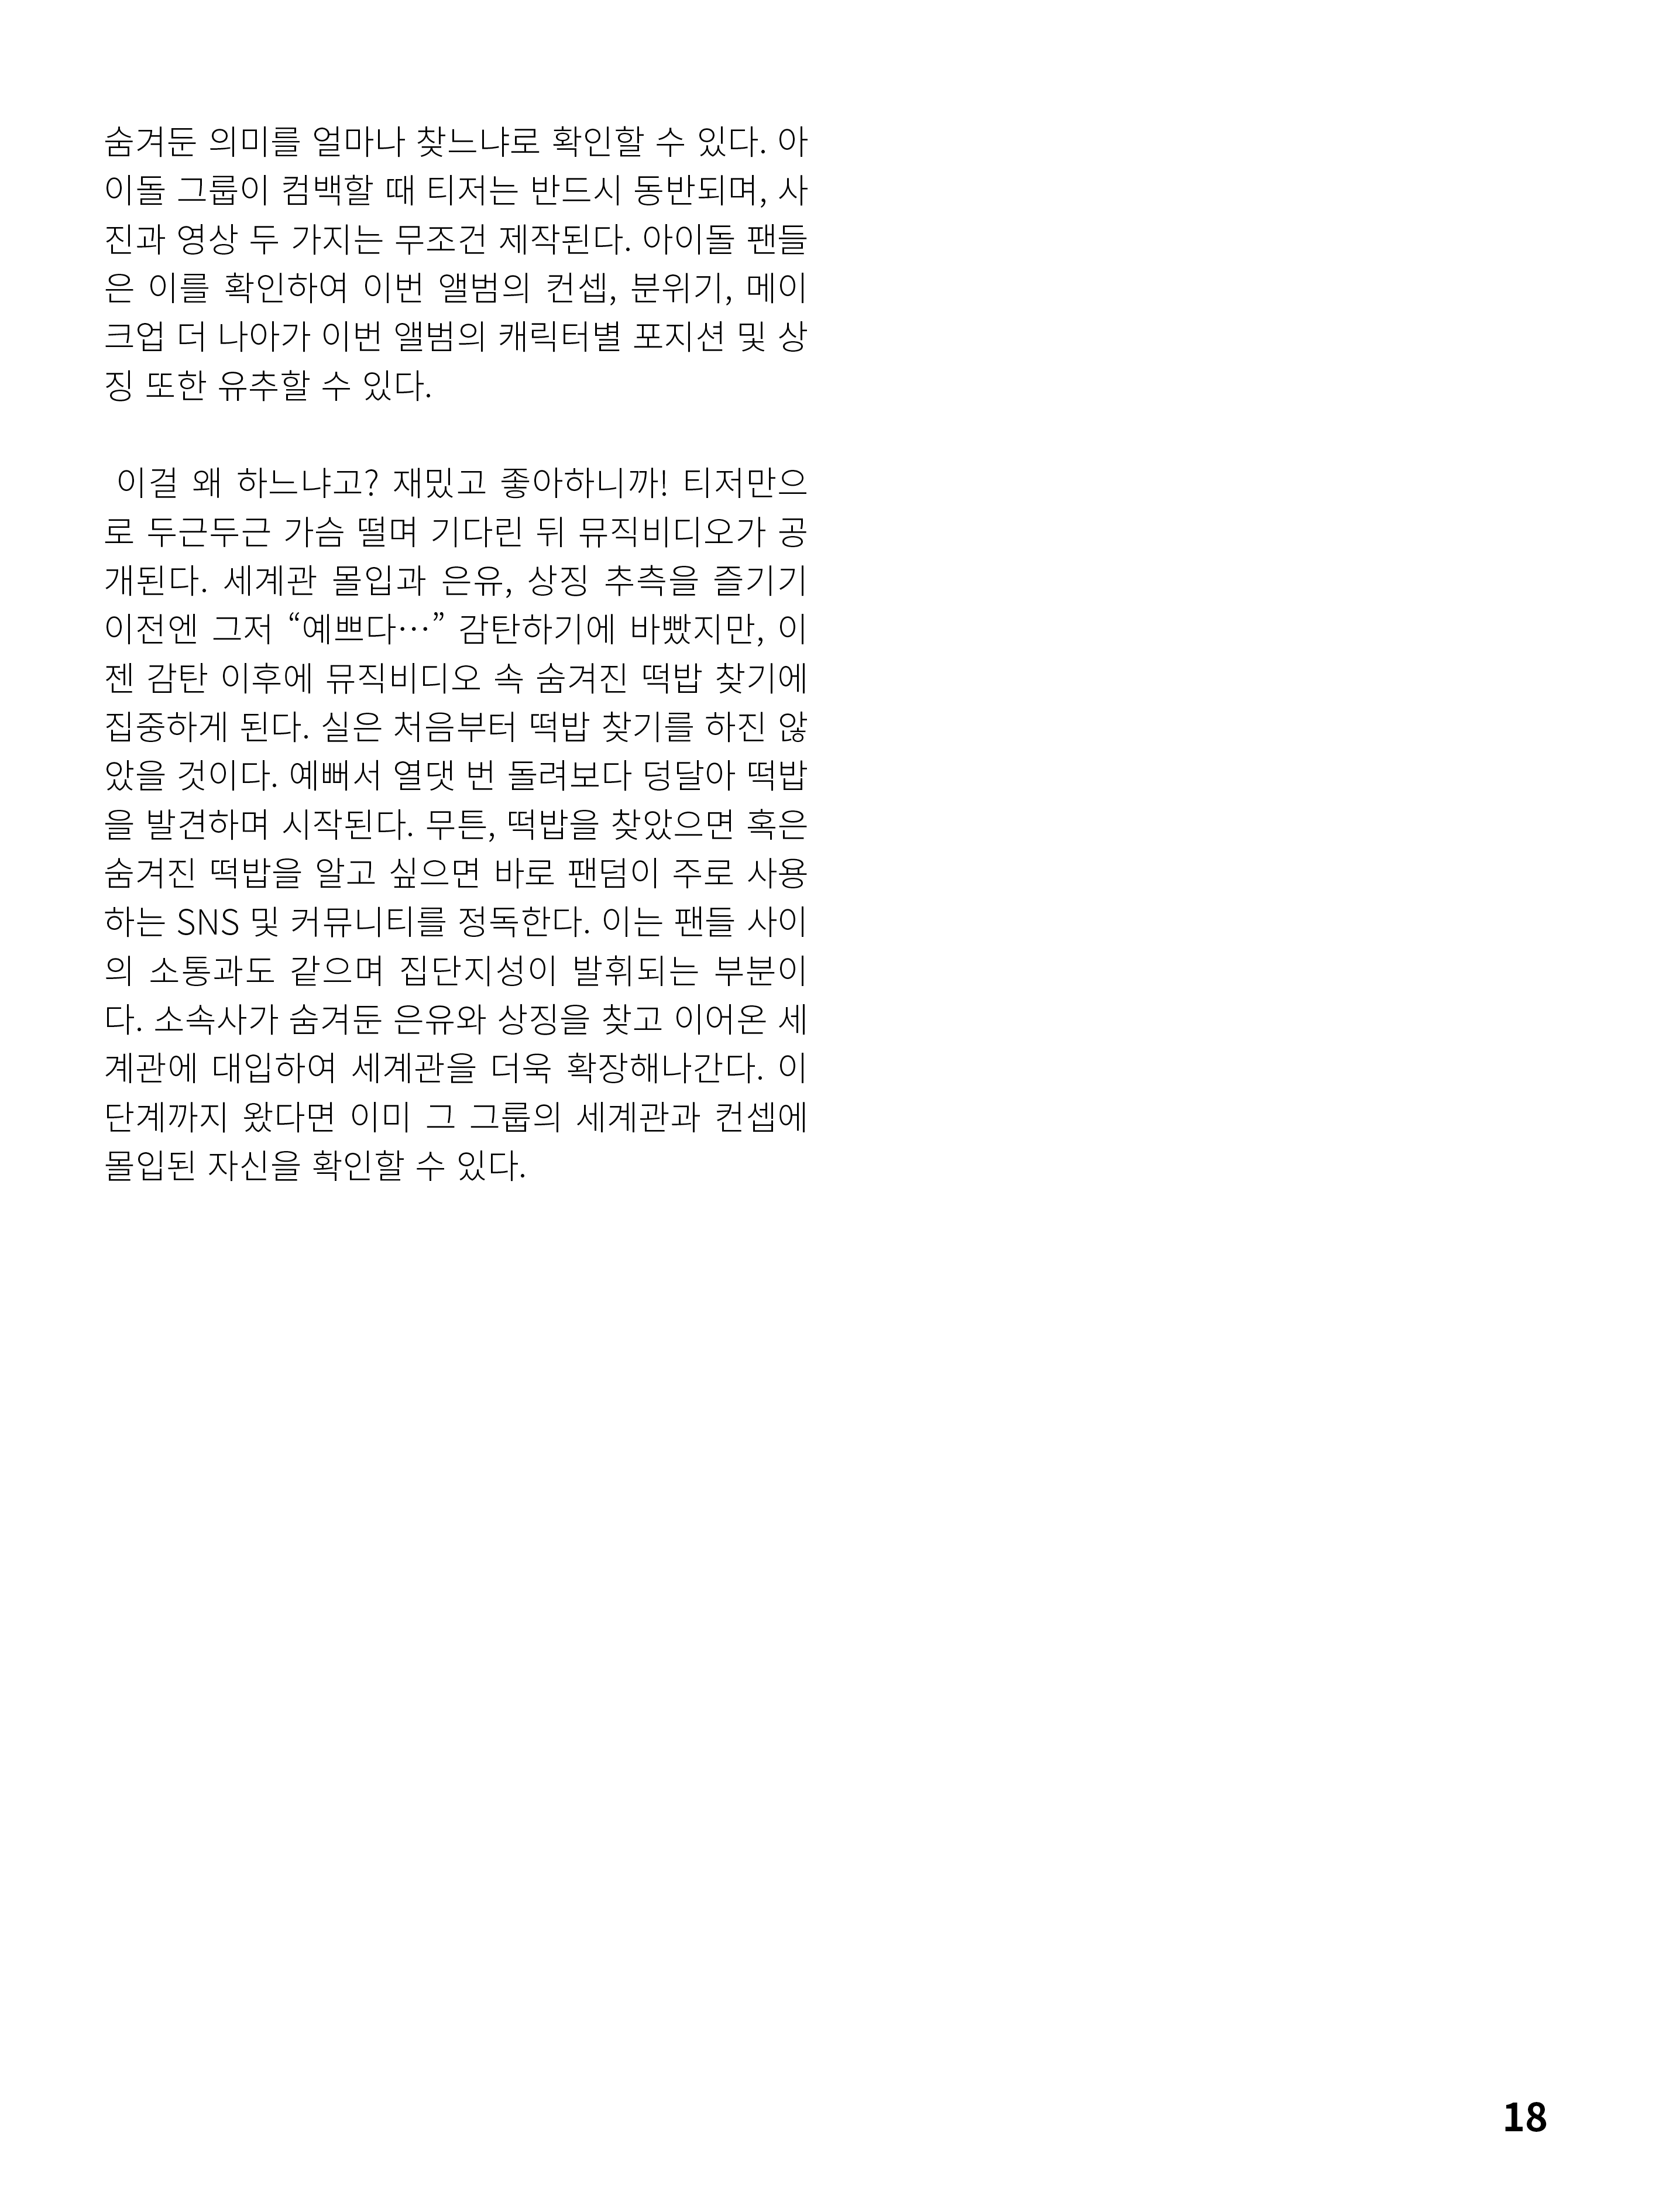 숨겨둔 의미를 얼마나 찾느냐로 확인할 수 있다. 아
이돌 그룹이 컴백할 때 티저는 반드시 동반되며, 사
진과 영상 두 가지는 무조건 제작된다. 아이돌 팬들
은 이를 확인하여 이번 앨범의 컨셉, 분위기, 메이
크업 더 나아가 이번 앨범의 캐릭터별 포지션 및 상
징 또한 유추할 수 있다.
이걸 왜 하느냐고? 재밌고 좋아하니까! 티저만으
로 두근두근 가슴 떨며 기다린 뒤 뮤직비디오가 공
개된다. 세계관 몰입과 은유, 상징 추측을 즐기기
이전엔 그저 “예쁘다…” 감탄하기에 바빴지만, 이
젠 감탄 이후에 뮤직비디오 속 숨겨진 떡밥 찾기에
집중하게 된다. 실은 처음부터 떡밥 찾기를 하진 않
았을 것이다. 예뻐서 열댓 번 돌려보다 덩달아 떡밥
을 발견하며 시작된다. 무튼, 떡밥을 찾았으면 혹은
숨겨진 떡밥을 알고 싶으면 바로 팬덤이 주로 사용
하는 SNS 및 커뮤니티를 정독한다. 이는 팬들 사이
의 소통과도 같으며 집단지성이 발휘되는 부분이
다. 소속사가 숨겨둔 은유와 상징을 찾고 이어온 세
계관에 대입하여 세계관을 더욱 확장해나간다. 이
단계까지 왔다면 이미 그 그룹의 세계관과 컨셉에
몰입된 자신을 확인할 수 있다.
18